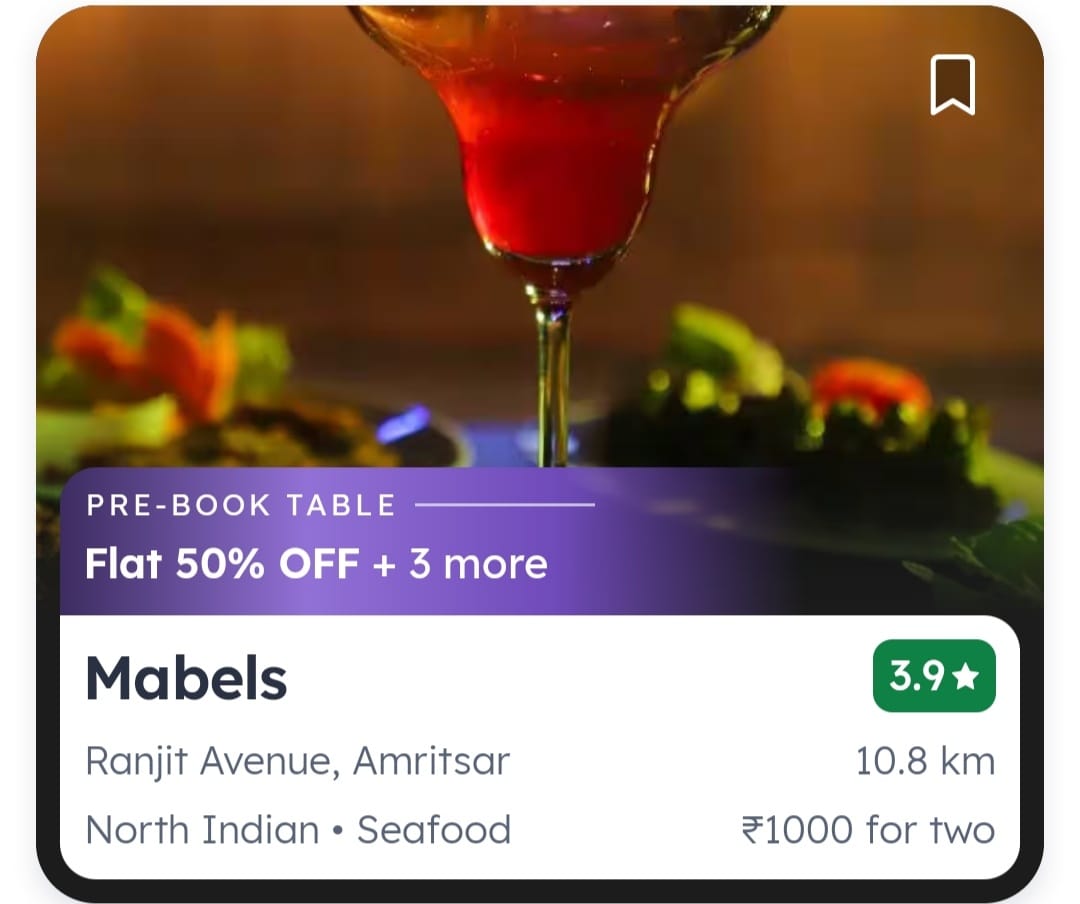 PRE-BOOK TABLE
Flat 50% OFF + 3 more
Mabels
3.9★
Ranjit Avenue, Amritsar
10.8 km
North Indian • Seafood
₹1000 for two